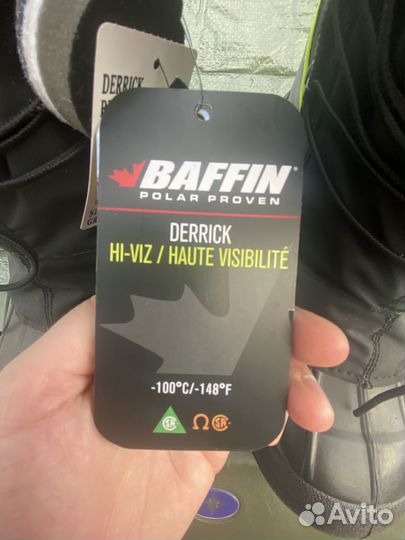 DERRICK
BAFFIN
POLAR PROVEN
DERRICK
HI-VIZ / HAUTE VISIBILITÉ
-100°C/-148°F
Avito